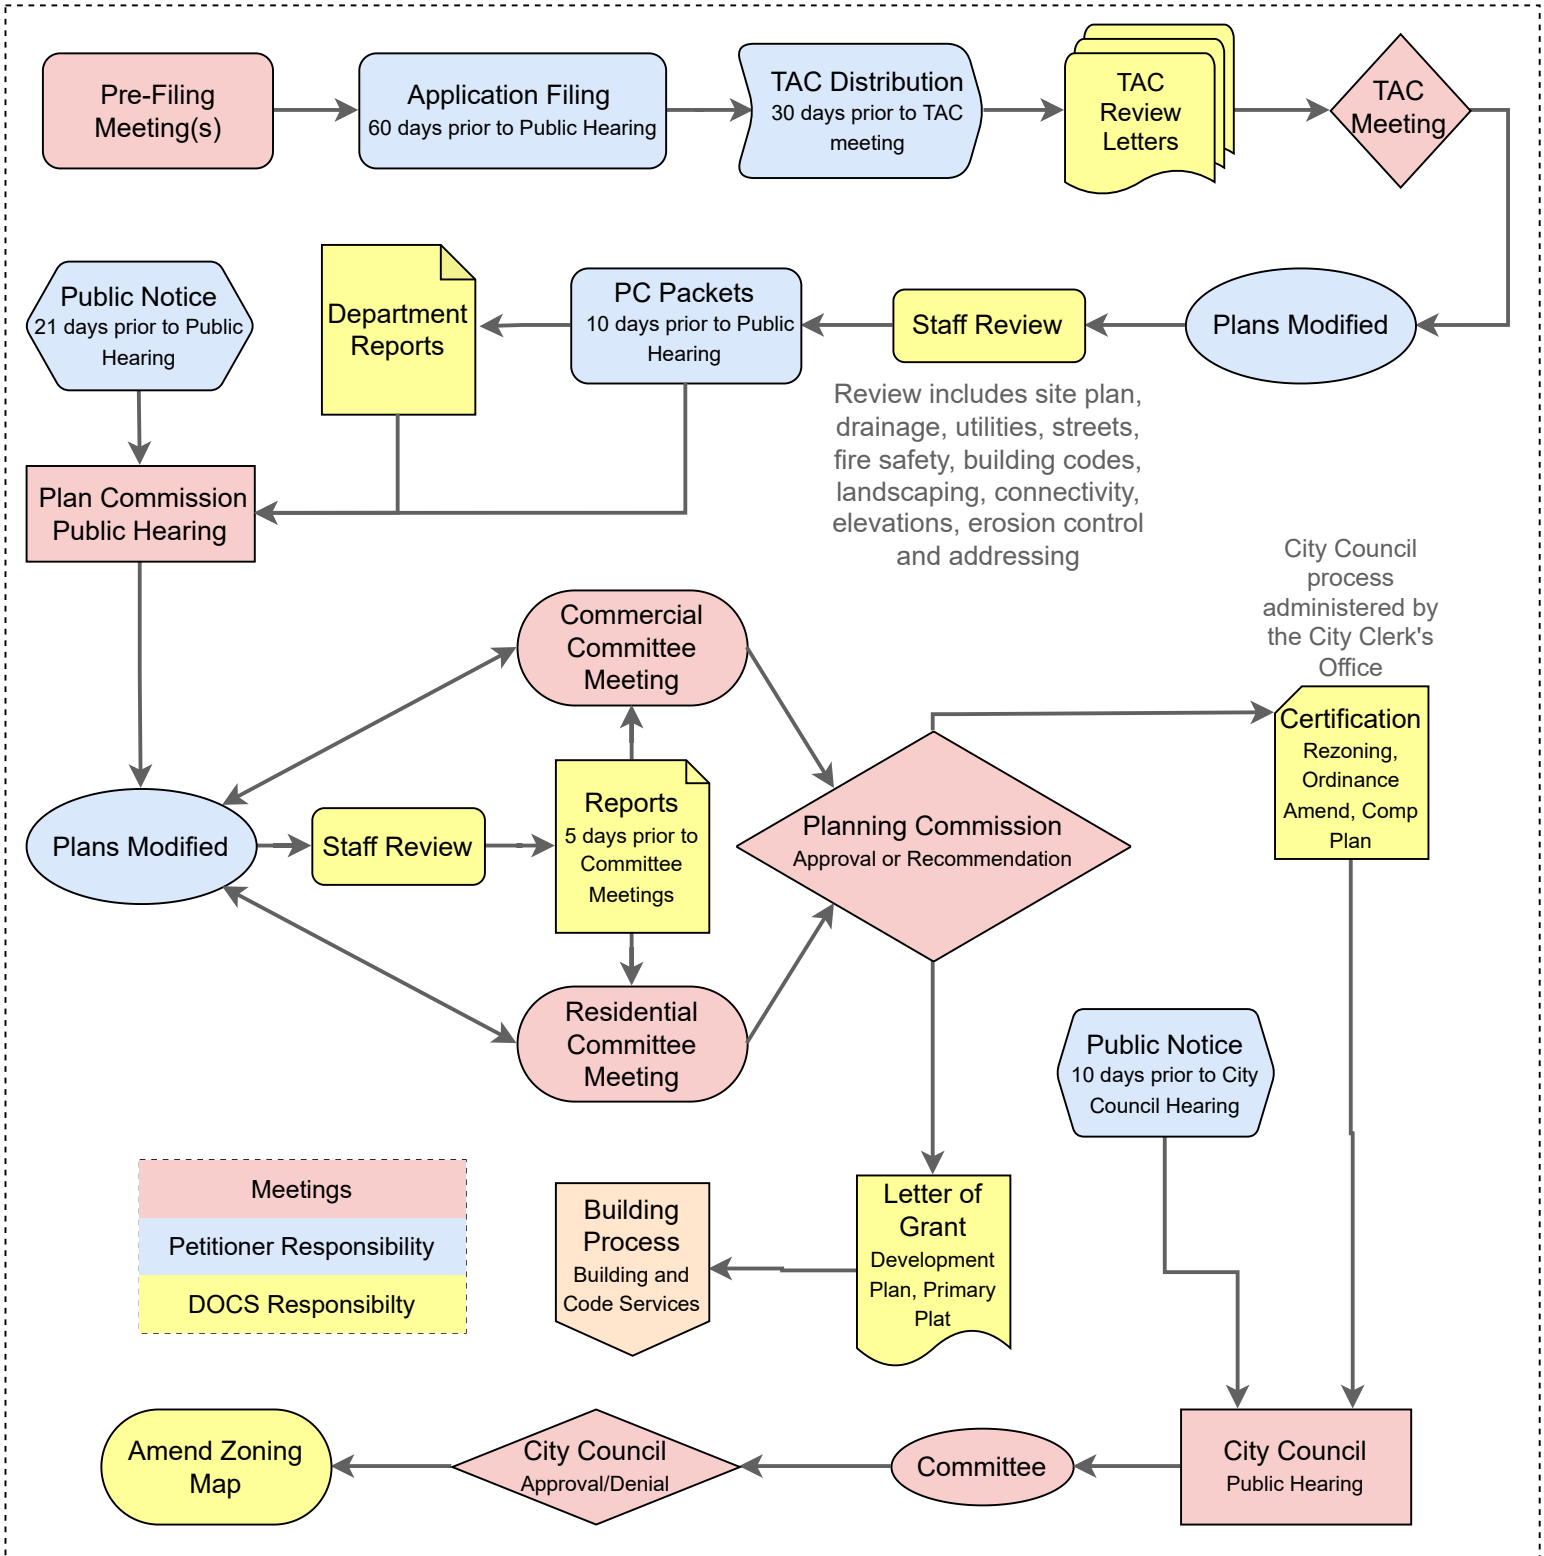 Pre-Filing
Meeting(s)
Application Filing
60 days prior to Public Hearing
TAC Distribution
30 days prior to TAC
meeting
TAC
Review
Letters
TAC
Meeting
Public Notice
21 days prior to Public
Hearing
Department
Reports
PC Packets
10 days prior to Public
Hearing
Staff Review
Plans Modified
Review includes site plan,
drainage, utilities, streets,
fire safety, building codes,
landscaping, connectivity,
elevations, erosion control
and addressing
Plan Commission
Public Hearing
City Council
process
administered by
the City Clerk's
Office
Commercial
Committee
Meeting
Certification
Rezoning,
Ordinance
Amend, Comp
Plan
Plans Modified
Staff Review
Reports
5 days prior to
Committee
Meetings
Planning Commission
Approval or Recommendation
Residential
Committee
Meeting
Public Notice
10 days prior to City
Council Hearing
Meetings
Petitioner Responsibility
DOCS Responsibilty
Building
Process
Building and
Code Services
Letter of
Grant
Development
Plan, Primary
Plat
Amend Zoning
Map
City Council
Approval/Denial
Committee
City Council
Public Hearing